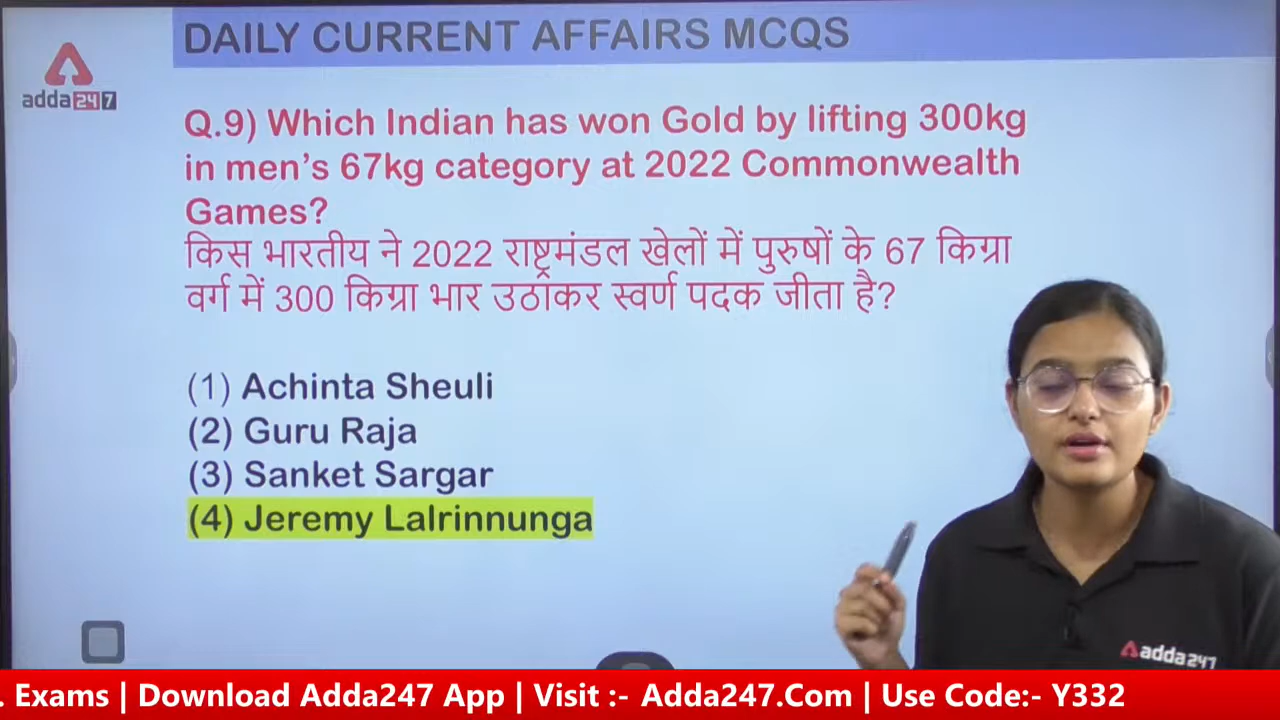 DAILY CURRENT AFFAIRS MCQS
adda247
Q.9) Which Indian has won Gold by lifting 300kg
in men's 67kg category at 2022 Commonwealth
Games?
किस भारतीय ने 2022 राष्ट्रमंडल खेलों में पुरुषों के 67 किग्रा
वर्ग में 300 किग्रा भार उठाकर स्वर्ण पदक जीता है?
(1) Achinta Sheuli
(2) Guru Raja
(3) Sanket Sargar
(4) Jeremy Lalrinnunga
adda247
. Exams | Download Adda247 App | Visit :- Adda247.Com | Use Code:- Y332